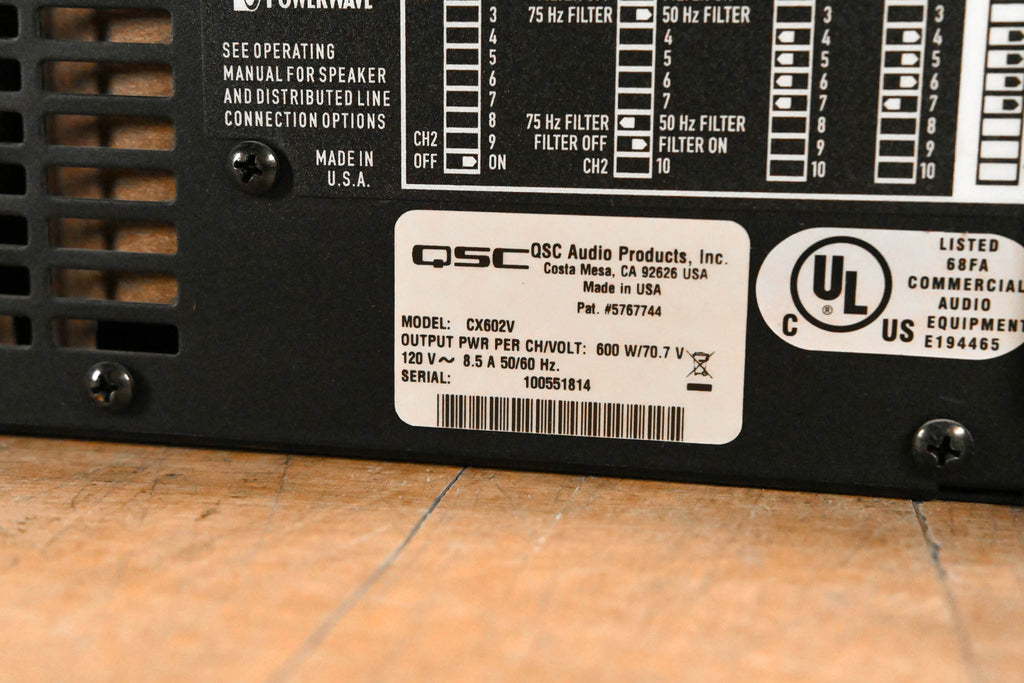 POWERWAVE
SEE OPERATING
MANUAL FOR SPEAKER
AND DISTRIBUTED LINE
CONNECTION OPTIONS
MADE IN
U.S.A.
3
4
5
6
7
8
CH2 9
OFF ON
75 Hz FILTER 50 Hz FILTER
4
5
6
7
75 Hz FILTER 50 Hz FILTER
FILTER OFF FILTER ON
CH2 10
3
4
5
6
7
8
9
10
3
4
5
6
7
8
9
10
QSC QSC Audio Products, Inc.
Costa Mesa, CA 92626 USA
Made in USA
Pat. #5767744
MODEL: CX602V
OUTPUT PWR PER CH/VOLT: 600 W/70.7 V
120 V~ 8.5 A 50/60 Hz.
SERIAL: 100551814
C UL ® US
LISTED
68FA
COMMERCIAL
AUDIO
EQUIPMENT
E194465